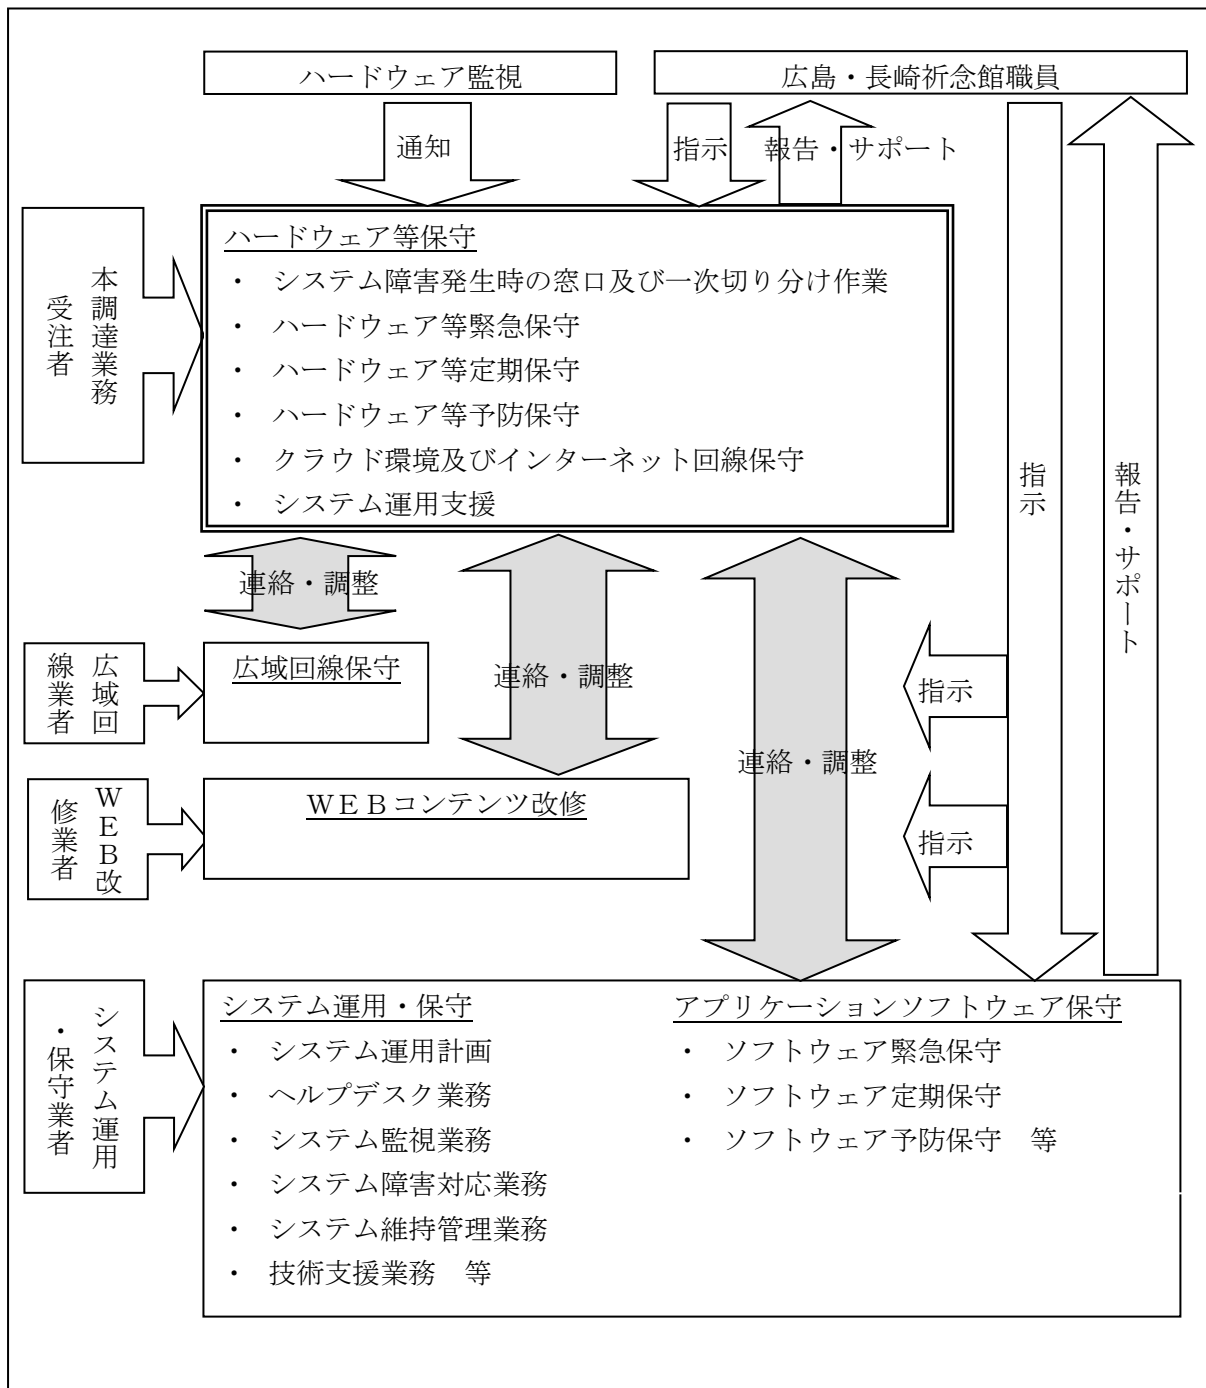 ハードウェア監視
広島・長崎祈念館職員
通知
指示
報告・サポート
本調達業務
受注者
ハードウェア等保守
・ システム障害発生時の窓口及び一次切り分け作業
・ ハードウェア等緊急保守
・ ハードウェア等定期保守
・ ハードウェア等予防保守
・ クラウド環境及びインターネット回線保守
・ システム運用支援
指示
報告・サポート
連絡・調整
連絡・調整
連絡・調整
広域回
線業者
広域回線保守
指示
ＷＥＢ改
修業者
ＷＥＢコンテンツ改修
指示
システム運用
・保守業者
システム運用・保守
・ システム運用計画
・ ヘルプデスク業務
・ システム監視業務
・ システム障害対応業務
・ システム維持管理業務
・ 技術支援業務　等
アプリケーションソフトウェア保守
・ ソフトウェア緊急保守
・ ソフトウェア定期保守
・ ソフトウェア予防保守　等